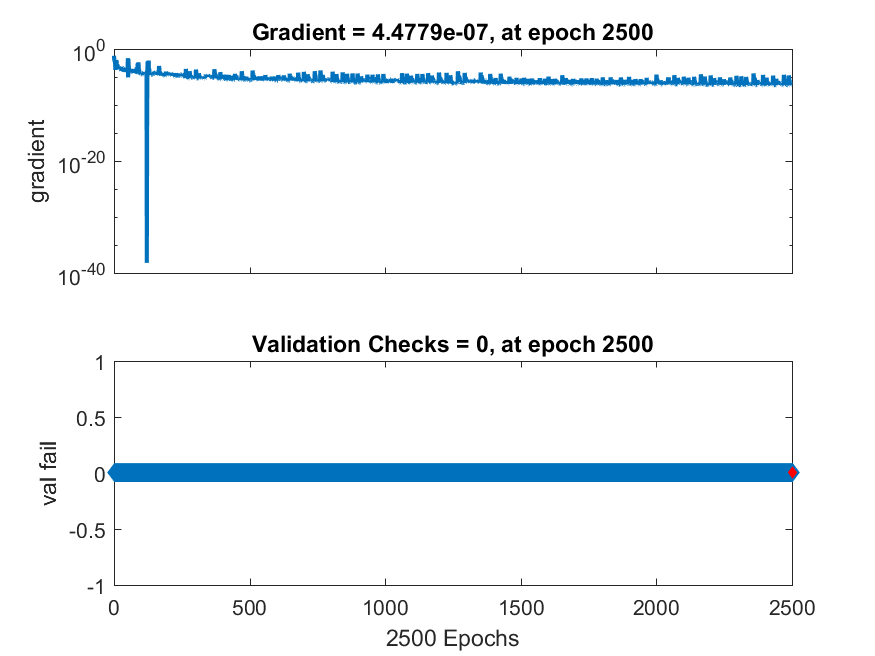 Gradient = 4.4779e-07, at epoch 2500
10^0
10^-20
10^-40
gradient
Validation Checks = 0, at epoch 2500
1
0.5
0
-0.5
-1
val fail
0 500 1000 1500 2000 2500
2500 Epochs